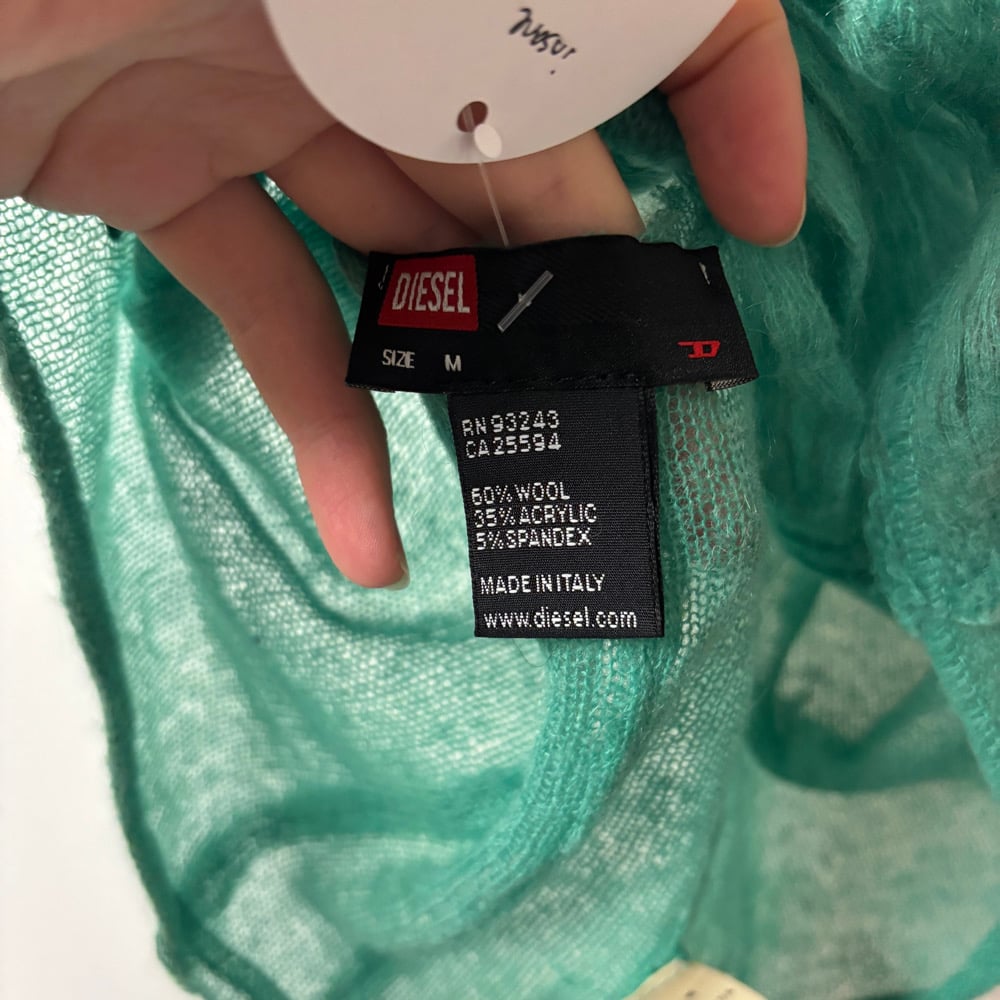 DIESEL
SIZE M
RN 93243
CA 25594
60% WOOL
35% ACRYLIC
5% SPANDEX
MADE IN ITALY
www.diesel.com